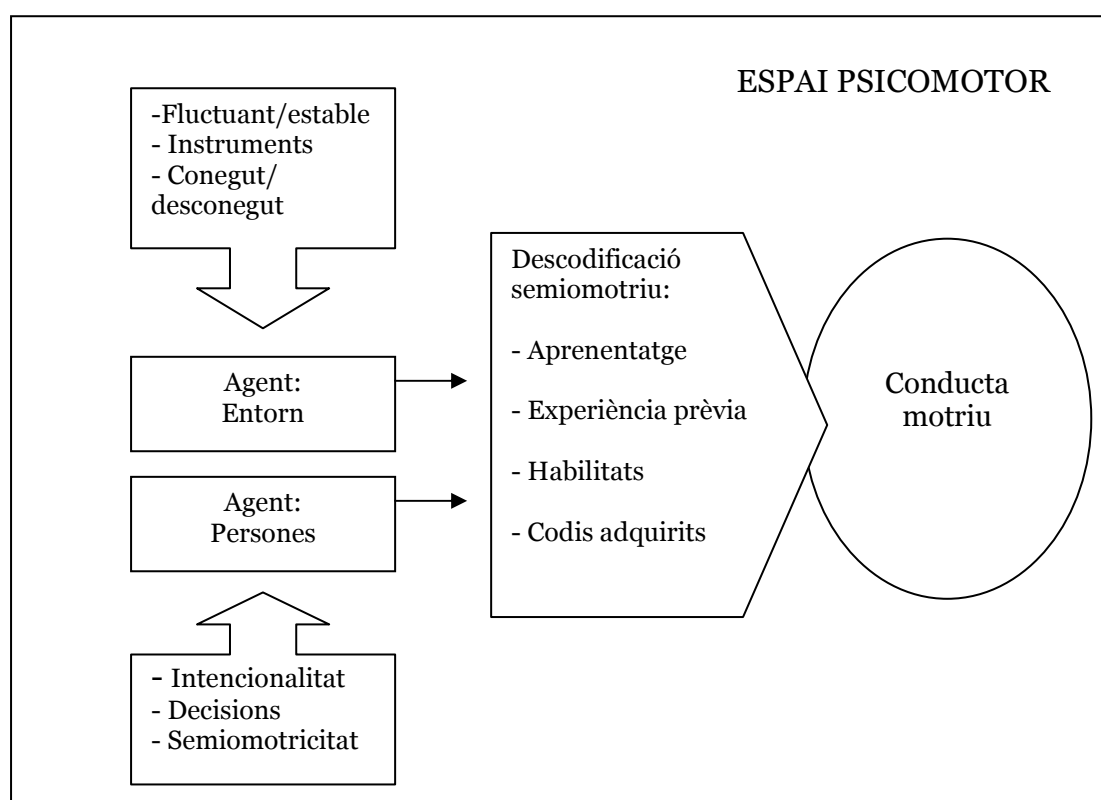 ESPAI PSICOMOTOR
-Fluctuant/estable
- Instruments
- Conegut/
desconegut
Agent:
Entorn
Agent:
Persones
- Intencionalitat
- Decisions
- Semiomotricitat
Descodificació
semiomotriu:
- Aprenentatge
- Experiència prèvia
- Habilitats
- Codis adquirits
Conducta
motriu